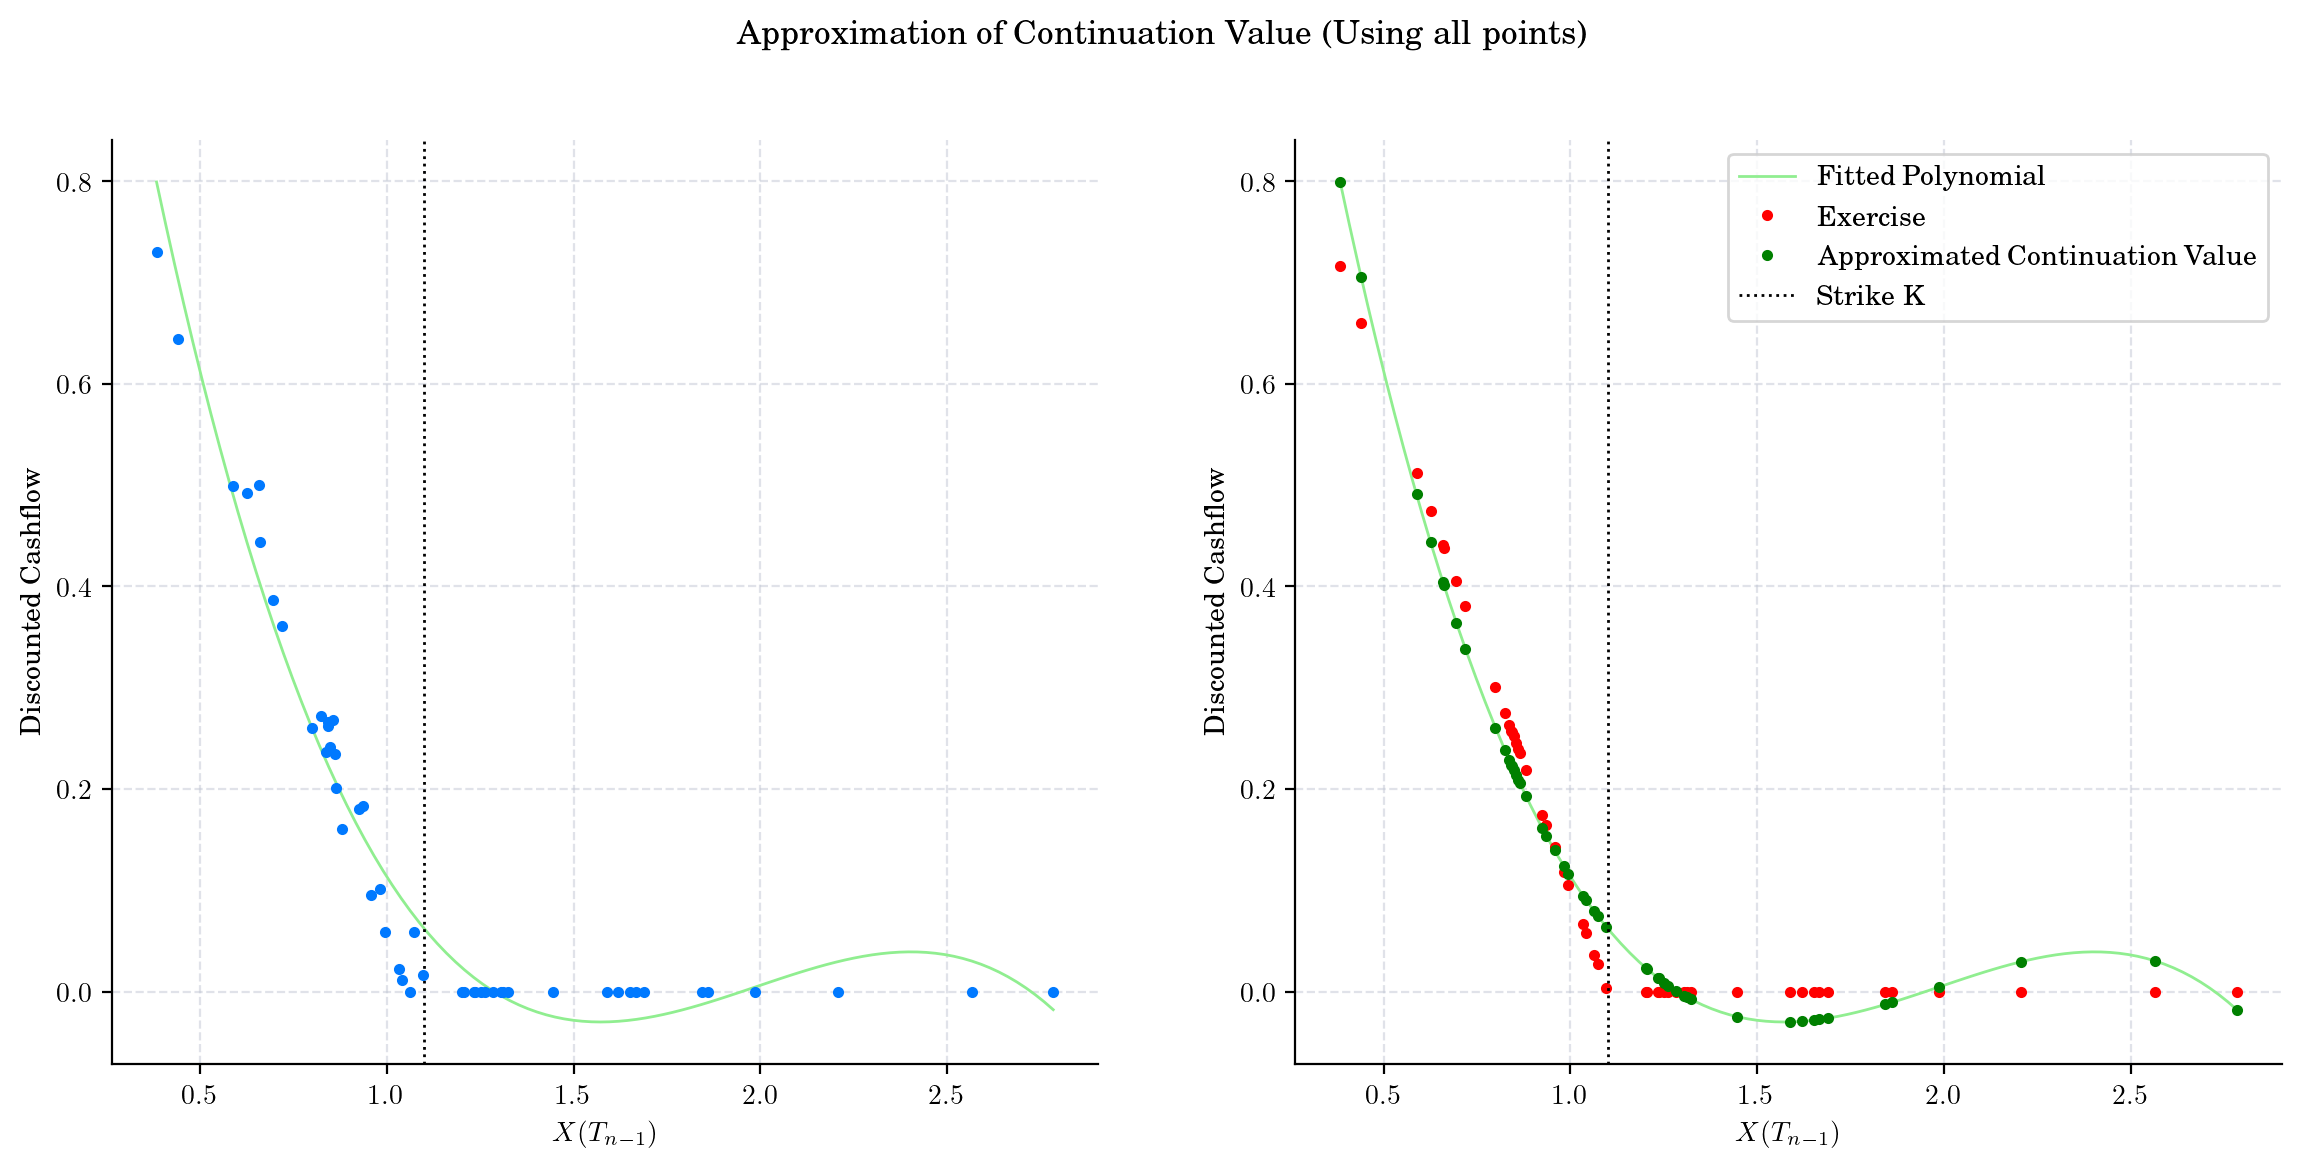 Approximation of Continuation Value (Using all points)
Discounted Cashflow
0.8
0.6
0.4
0.2
0.0
0.5 1.0 1.5 2.0 2.5
X(Tₙ₋₁)
Discounted Cashflow
0.8
0.6
0.4
0.2
0.0
0.5 1.0 1.5 2.0 2.5
X(Tₙ₋₁)
Fitted Polynomial
Exercise
Approximated Continuation Value
Strike K